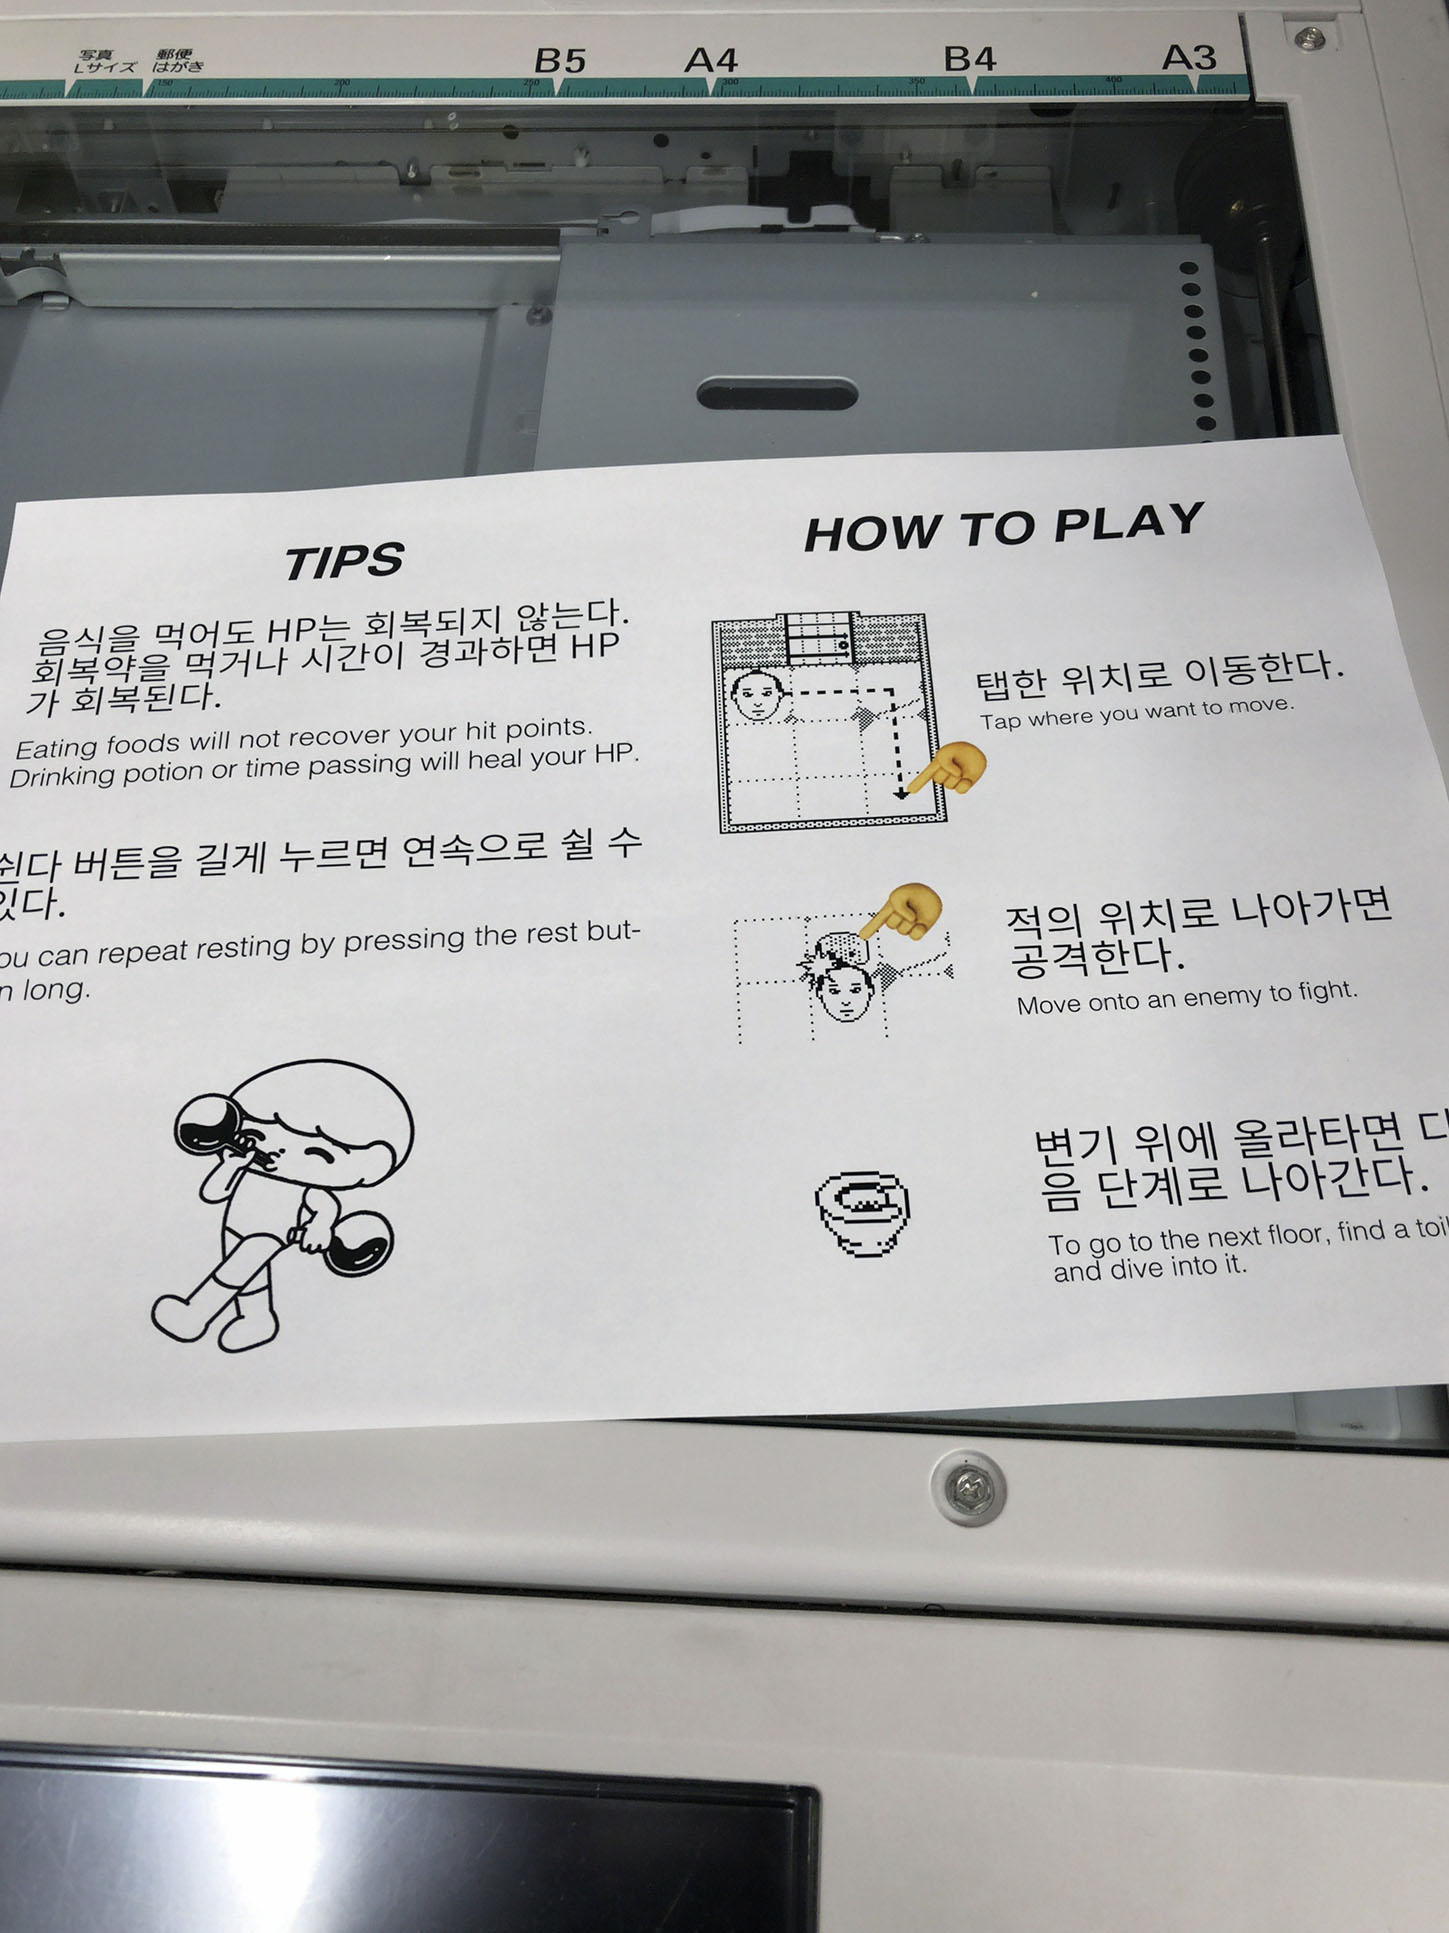 写真
Lサイズ
郵便
はがき
B5
A4
B4
A3
150
200
250
300
350
400
TIPS
음식을 먹어도 HP는 회복되지 않는다.
회복약을 먹거나 시간이 경과하면 HP
가 회복된다.
Eating foods will not recover your hit points.
Drinking potion or time passing will heal your HP.
쉰다 버튼을 길게 누르면 연속으로 쉴 수
있다.
ou can repeat resting by pressing the rest but-
n long.
HOW TO PLAY
탭한 위치로 이동한다.
Tap where you want to move.
적의 위치로 나아가면
공격한다.
Move onto an enemy to fight.
변기 위에 올라타면 다
음 단계로 나아간다.
To go to the next floor, find a toil
and dive into it.